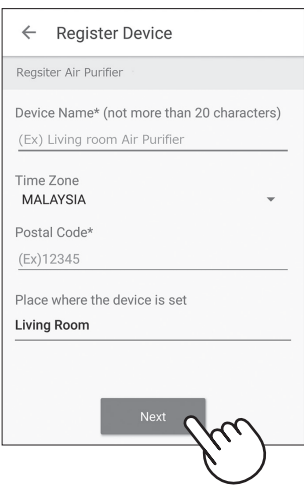 ← Register Device
Regsiter Air Purifier
Device Name* (not more than 20 characters)
(Ex) Living room Air Purifier
Time Zone
MALAYSIA
Postal Code*
(Ex)12345
Place where the device is set
Living Room
Next